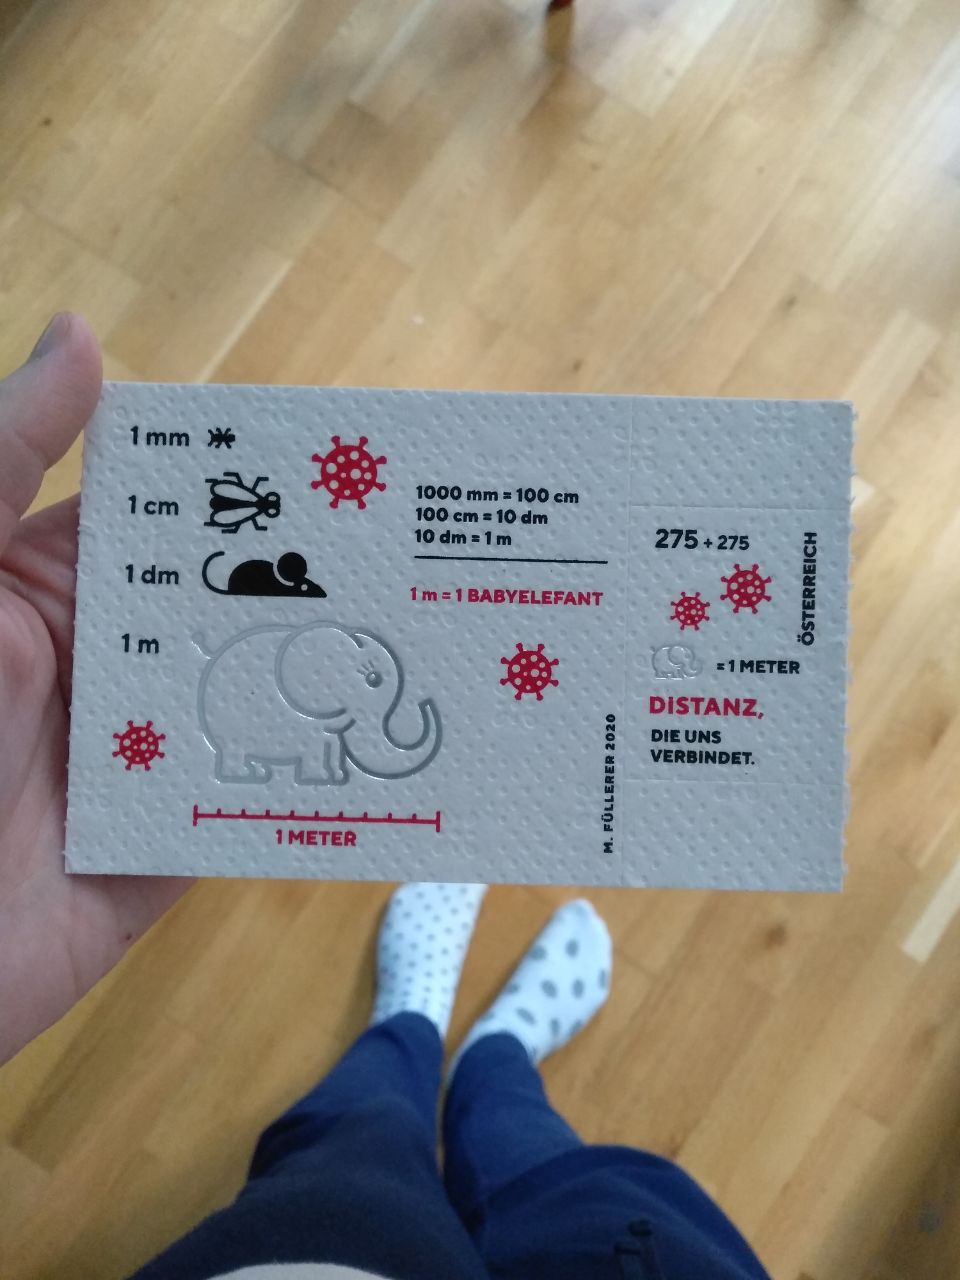 1 mm
1 cm
1 dm
1 m
1 METER
1000 mm = 100 cm
100 cm = 10 dm
10 dm = 1 m
1 m = 1 BABYELEFANT
M. FÜLLERER 2020
275 + 275
ÖSTERREICH
= 1 METER
DISTANZ,
DIE UNS
VERBINDET.